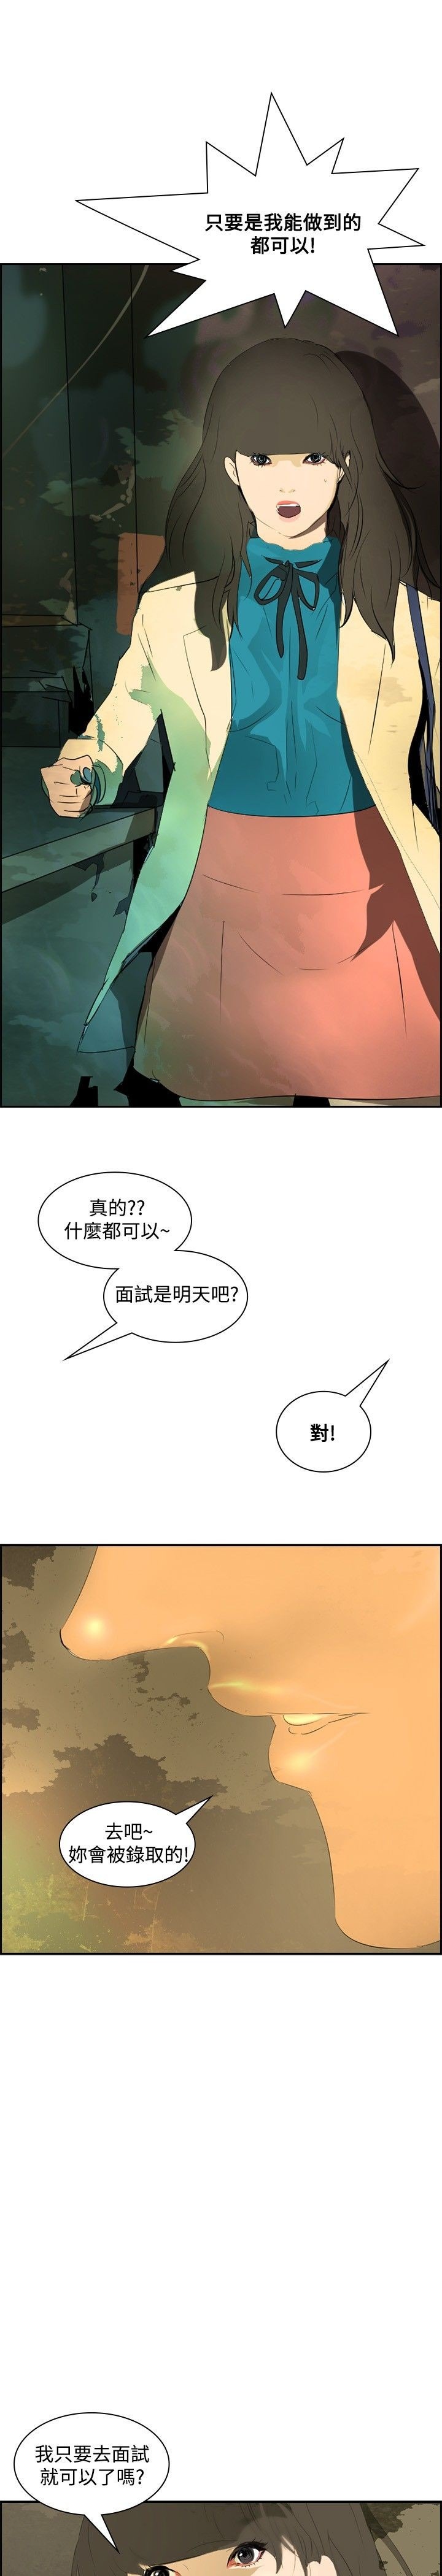 只要是我能做到的
都可以!
真的??
什麼都可以~
面試是明天吧?
對!
去吧~
妳會被錄取的!
我只要去面試
就可以了嗎?